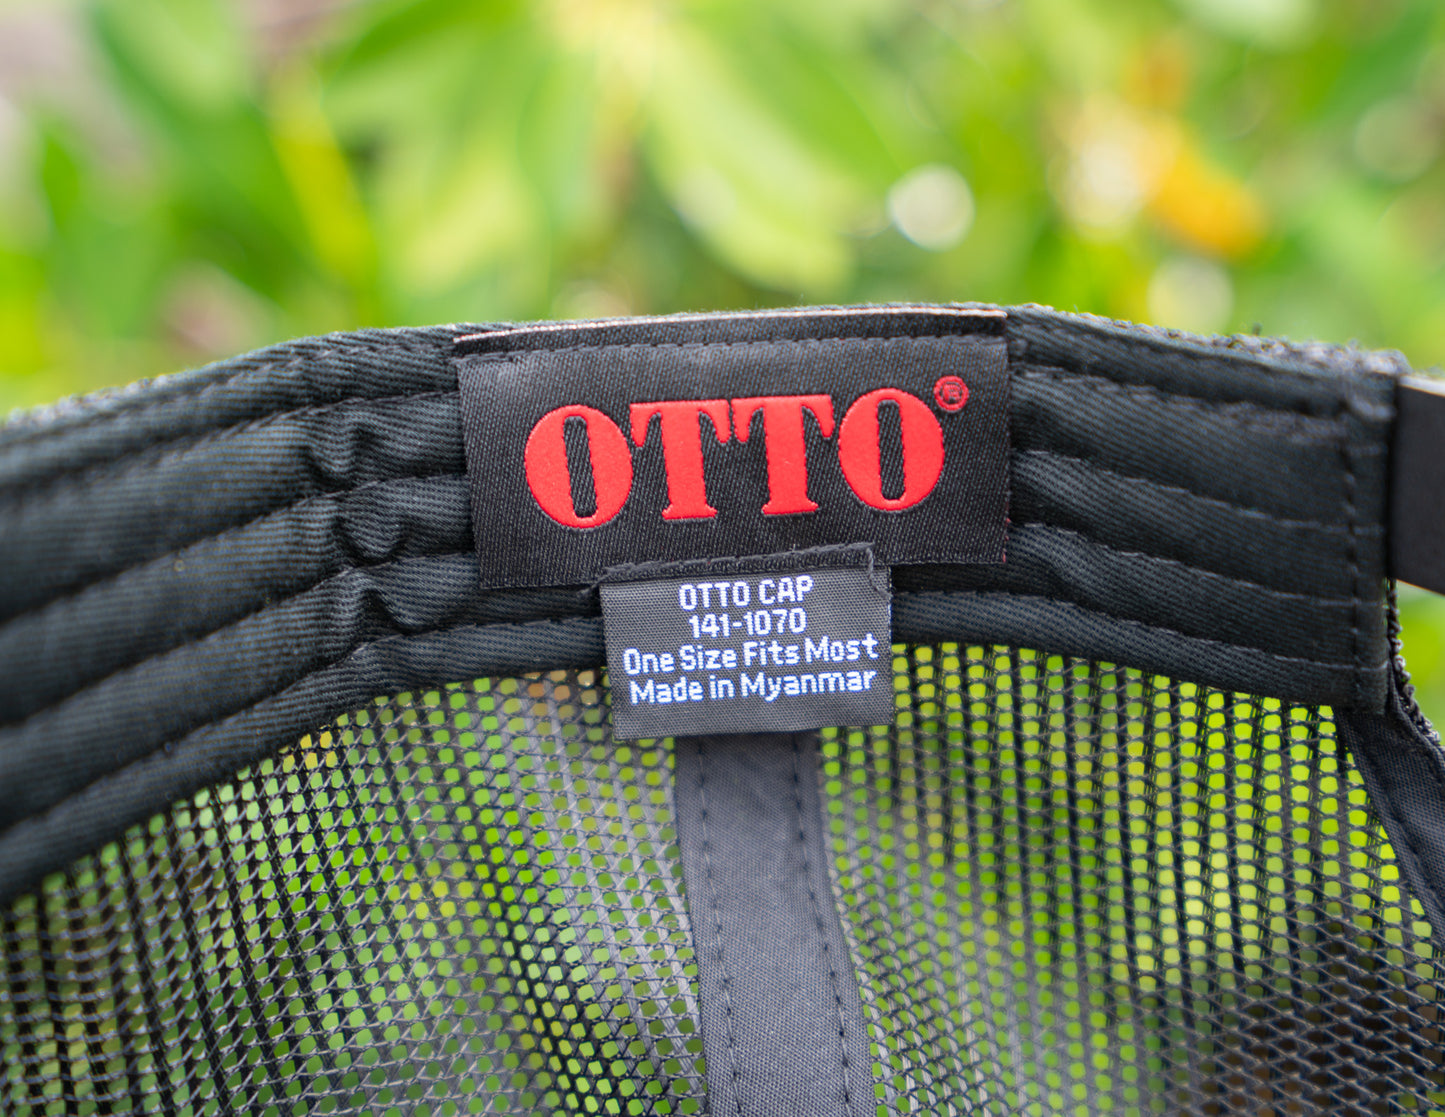 OTTO®
OTTO CAP
141-1070
One Size Fits Most
Made in Myanmar